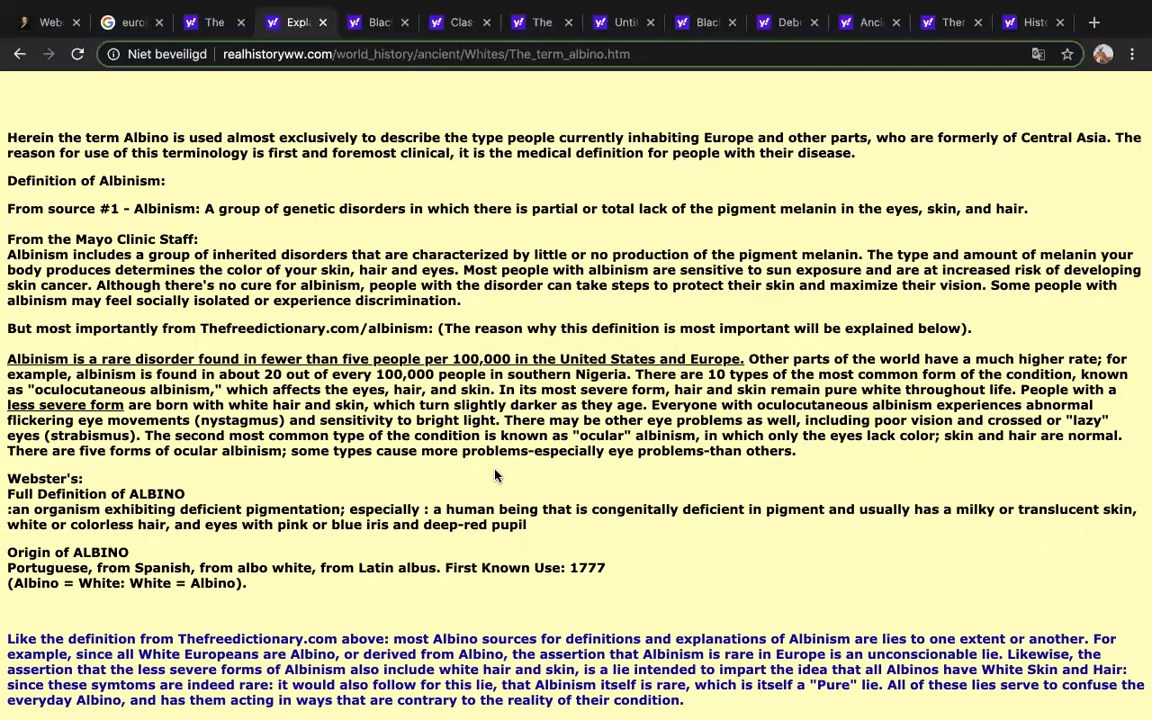 Web
euro
The
Expl
Blac
Clas
The
Unti
Blac
Deb
Anci
Ther
Histo
Niet beveiligd
realhistoryww.com/world_history/ancient/Whites/The_term_albino.htm
Herein the term Albino is used almost exclusively to describe the type people currently inhabiting Europe and other parts, who are formerly of Central Asia. The
reason for use of this terminology is first and foremost clinical, it is the medical definition for people with their disease.
Definition of Albinism:
From source #1 - Albinism: A group of genetic disorders in which there is partial or total lack of the pigment melanin in the eyes, skin, and hair.
From the Mayo Clinic Staff:
Albinism includes a group of inherited disorders that are characterized by little or no production of the pigment melanin. The type and amount of melanin your
body produces determines the color of your skin, hair and eyes. Most people with albinism are sensitive to sun exposure and are at increased risk of developing
skin cancer. Although there's no cure for albinism, people with the disorder can take steps to protect their skin and maximize their vision. Some people with
albinism may feel socially isolated or experience discrimination.
But most importantly from Thefreedictionary.com/albinism: (The reason why this definition is most important will be explained below).
Albinism is a rare disorder found in fewer than five people per 100,000 in the United States and Europe. Other parts of the world have a much higher rate; for
example, albinism is found in about 20 out of every 100,000 people in southern Nigeria. There are 10 types of the most common form of the condition, known
as "oculocutaneous albinism," which affects the eyes, hair, and skin. In its most severe form, hair and skin remain pure white throughout life. People with a
less severe form are born with white hair and skin, which turn slightly darker as they age. Everyone with oculocutaneous albinism experiences abnormal
flickering eye movements (nystagmus) and sensitivity to bright light. There may be other eye problems as well, including poor vision and crossed or "lazy"
eyes (strabismus). The second most common type of the condition is known as "ocular" albinism, in which only the eyes lack color; skin and hair are normal.
There are five forms of ocular albinism; some types cause more problems-especially eye problems-than others.
Webster's:
Full Definition of ALBINO
:an organism exhibiting deficient pigmentation; especially : a human being that is congenitally deficient in pigment and usually has a milky or translucent skin,
white or colorless hair, and eyes with pink or blue iris and deep-red pupil
Origin of ALBINO
Portuguese, from Spanish, from albo white, from Latin albus. First Known Use: 1777
(Albino = White: White = Albino).
Like the definition from Thefreedictionary.com above: most Albino sources for definitions and explanations of Albinism are lies to one extent or another. For
example, since all White Europeans are Albino, or derived from Albino, the assertion that Albinism is rare in Europe is an unconscionable lie. Likewise, the
assertion that the less severe forms of Albinism also include white hair and skin, is a lie intended to impart the idea that all Albinos have White Skin and Hair:
since these symtoms are indeed rare: it would also follow for this lie, that Albinism itself is rare, which is itself a "Pure" lie. All of these lies serve to confuse the
everyday Albino, and has them acting in ways that are contrary to the reality of their condition.